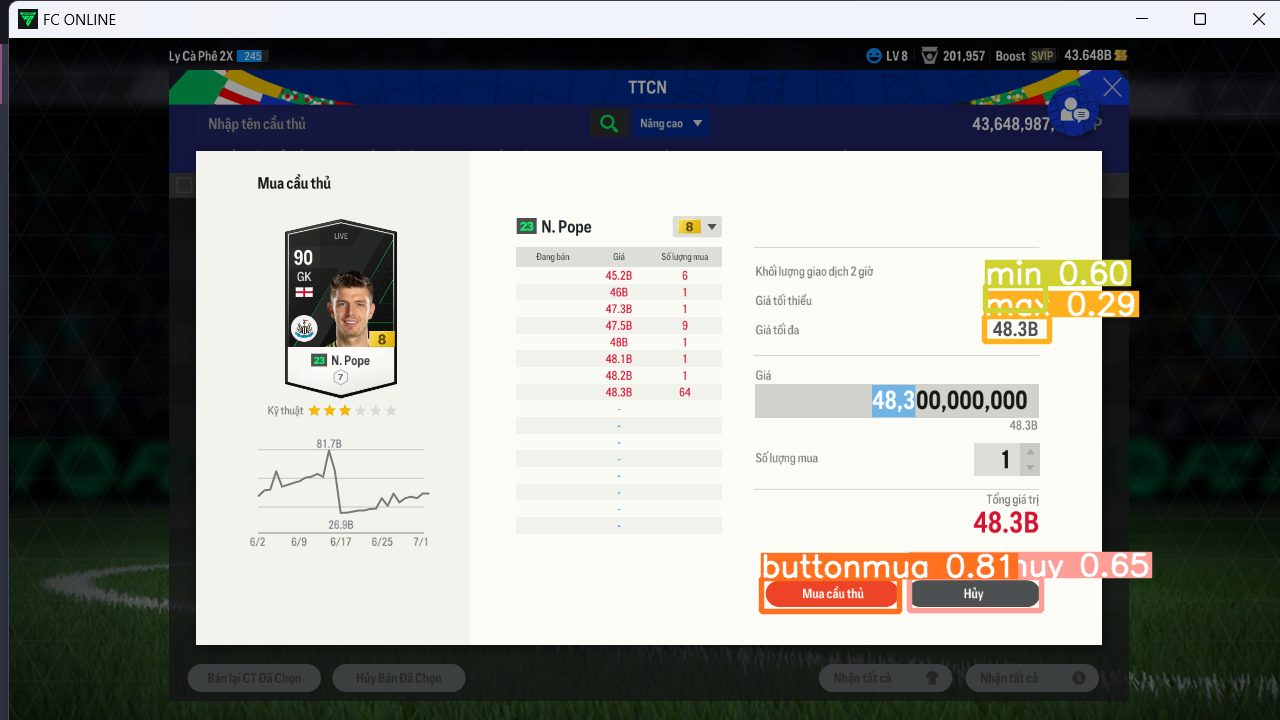 FC ONLINE
Ly Cà Phê 2X 245
LV 8 201,957 Boost SVIP 43.648B
TTCN
Nhập tên cầu thủ
Nâng cao
43,648,987,
Mua cầu thủ
LIVE
90
GK
8
23 N. Pope
7
Kỹ thuật
81.7B
26.9B
6/2 6/9 6/17 6/25 7/1
23 N. Pope 8
Đang bán Giá Số lượng mua
45.2B 6
46B 1
47.3B 1
47.5B 9
48B 1
48.1B 1
48.2B 1
48.3B 64
-
-
-
-
-
-
-
-
Khối lượng giao dịch 2 giờ
min 0.60
Giá tối thiểu
max 0.29
Giá tối đa 48.3B
Giá
48,300,000,000
48.3B
Số lượng mua 1
Tổng giá trị
48.3B
buttonmua 0.81
huy 0.65
Mua cầu thủ Hủy
Bán lại CT Đã Chọn Hủy Bán Đã Chọn Nhận tất cả Nhận tất cả